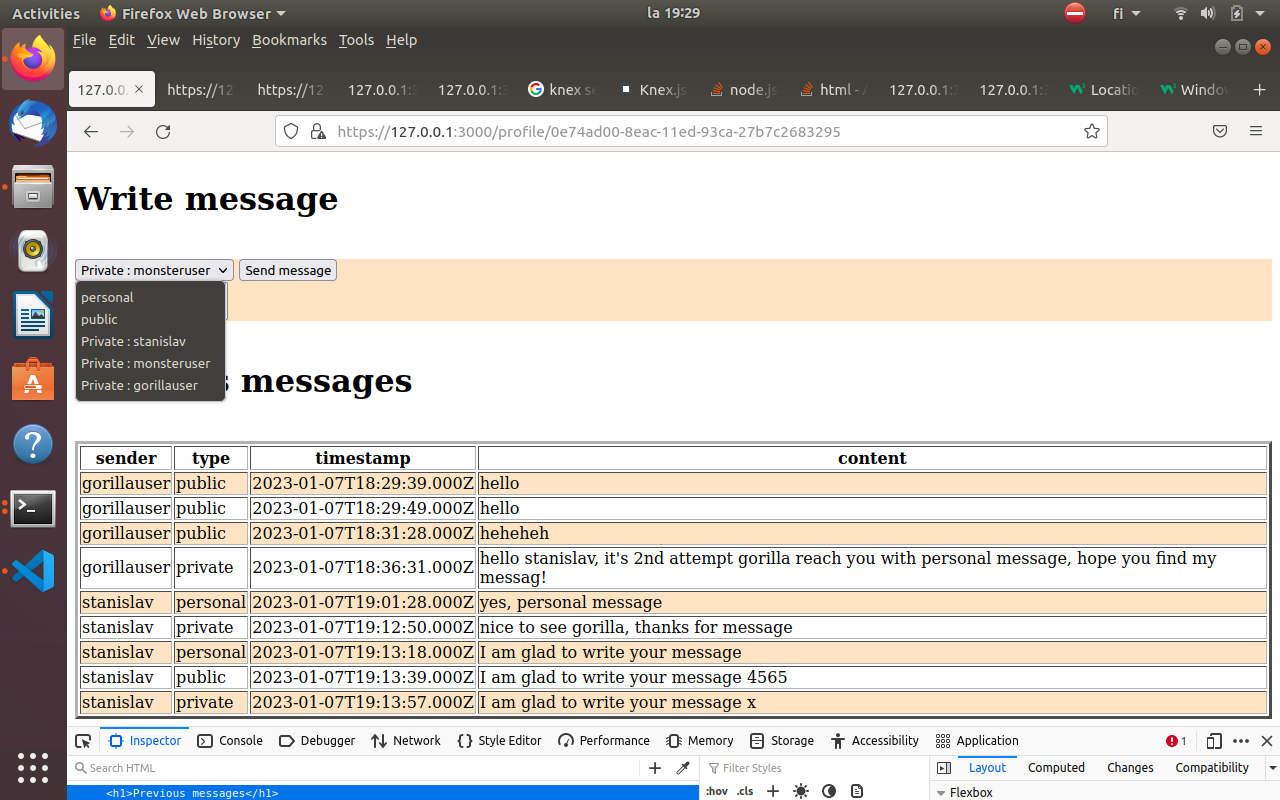 Activities Firefox Web Browser la 19:29 fi
File Edit View History Bookmarks Tools Help
127.0.0. https://12 https://12 127.0.0.1: 127.0.0.1: knex se Knex.js node.js html - A 127.0.0.1: 127.0.0.1: Locatio Window
https://127.0.0.1:3000/profile/0e74ad00-8eac-11ed-93ca-27b7c2683295
Write message
Private : monsteruser Send message
personal
public
Private : stanislav
Private : monsteruser
Private : gorillauser
s messages
sender type timestamp content
gorillauser public 2023-01-07T18:29:39.000Z hello
gorillauser public 2023-01-07T18:29:49.000Z hello
gorillauser public 2023-01-07T18:31:28.000Z heheheh
gorillauser private 2023-01-07T18:36:31.000Z hello stanislav, it's 2nd attempt gorilla reach you with personal message, hope you find my
messag!
stanislav personal 2023-01-07T19:01:28.000Z yes, personal message
stanislav private 2023-01-07T19:12:50.000Z nice to see gorilla, thanks for message
stanislav personal 2023-01-07T19:13:18.000Z I am glad to write your message
stanislav public 2023-01-07T19:13:39.000Z I am glad to write your message 4565
stanislav private 2023-01-07T19:13:57.000Z I am glad to write your message x
Inspector Console Debugger Network Style Editor Performance Memory Storage Accessibility Application 1
Search HTML Filter Styles Layout Computed Changes Compatibility
<h1>Previous messages</h1> :hov .cls Flexbox